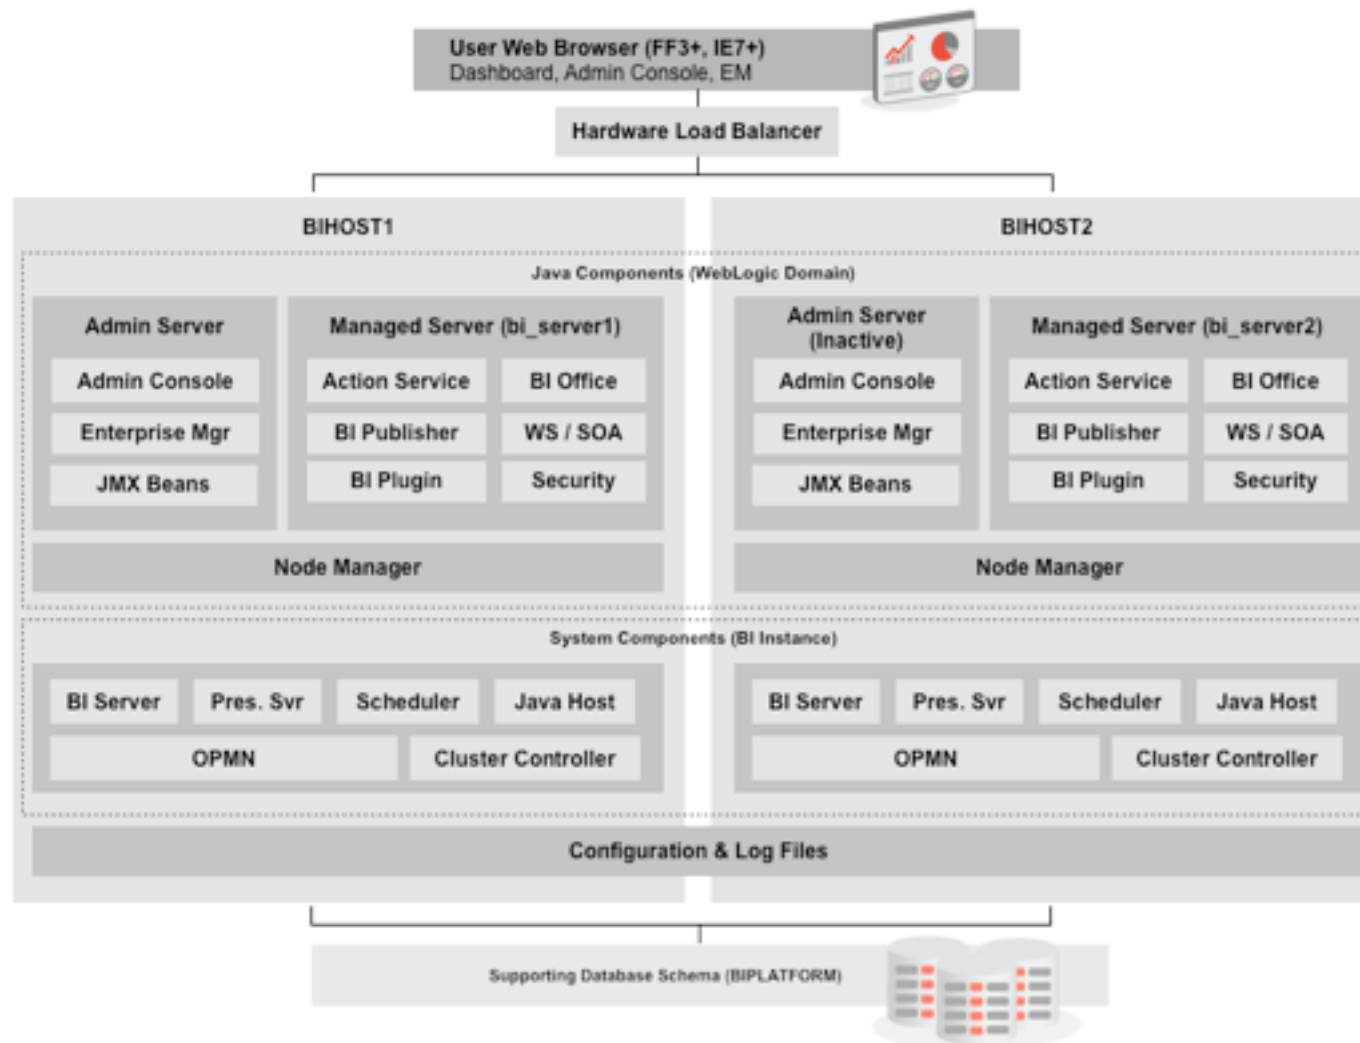 User Web Browser (FF3+, IE7+)
Dashboard, Admin Console, EM
Hardware Load Balancer
BIHOST1
BIHOST2
Java Components (WebLogic Domain)
Admin Server
Managed Server (bi_server1)
Admin Console
Action Service
BI Office
Enterprise Mgr
BI Publisher
WS / SOA
JMX Beans
BI Plugin
Security
Node Manager
Admin Server
(Inactive)
Managed Server (bi_server2)
Admin Console
Action Service
BI Office
Enterprise Mgr
BI Publisher
WS / SOA
JMX Beans
BI Plugin
Security
Node Manager
System Components (BI Instance)
BI Server
Pres. Svr
Scheduler
Java Host
OPMN
Cluster Controller
BI Server
Pres. Svr
Scheduler
Java Host
OPMN
Cluster Controller
Configuration & Log Files
Supporting Database Schema (BIPLATFORM)